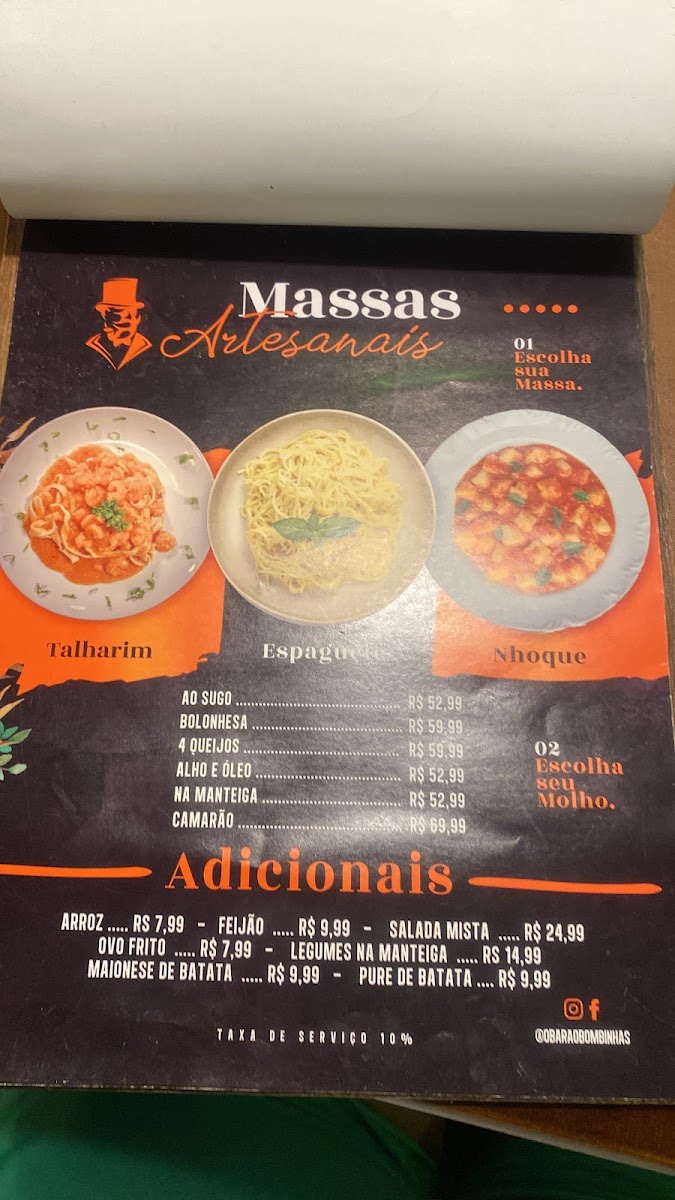 Massas
Artesanais
01
Escolha
sua
Massa.
Talharim
Espaguetis
Nhoque
AO SUGO ........................................ R$ 52,99
BOLONHESA ..................................... R$ 59,99
4 QUEIJOS ...................................... R$ 59,99
ALHO E ÓLEO ................................... R$ 52,99
NA MANTEIGA .................................. R$ 52,99
CAMARÃO ........................................ R$ 69,99
02
Escolha
seu
Molho.
Adicionais
ARROZ ..... RS 7,99 - FEIJÃO ..... R$ 9,99 - SALADA MISTA ..... R$ 24,99
OVO FRITO ..... R$ 7,99 - LEGUMES NA MANTEIGA ..... RS 14,99
MAIONESE DE BATATA ..... R$ 9,99 - PURE DE BATATA .... R$ 9,99
TAXA DE SERVIÇO 10%
@OBARAOBOMBINHAS